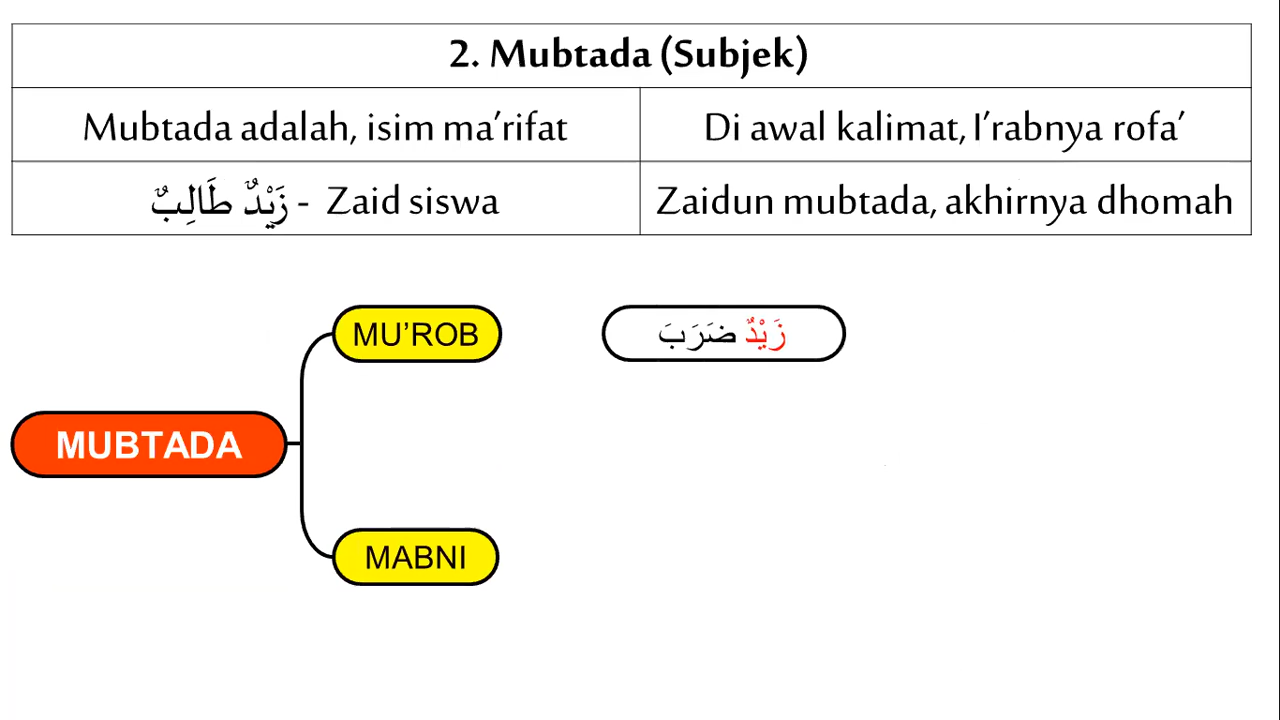 2. Mubtada (Subjek)
Mubtada adalah, isim ma’rifat
Di awal kalimat, I’rabnya rofa’
زَيْدٌ طَالِبٌ - Zaid siswa
Zaidun mubtada, akhirnya dhomah
MU’ROB
زَيْدٌ ضَرَبَ
MUBTADA
MABNI